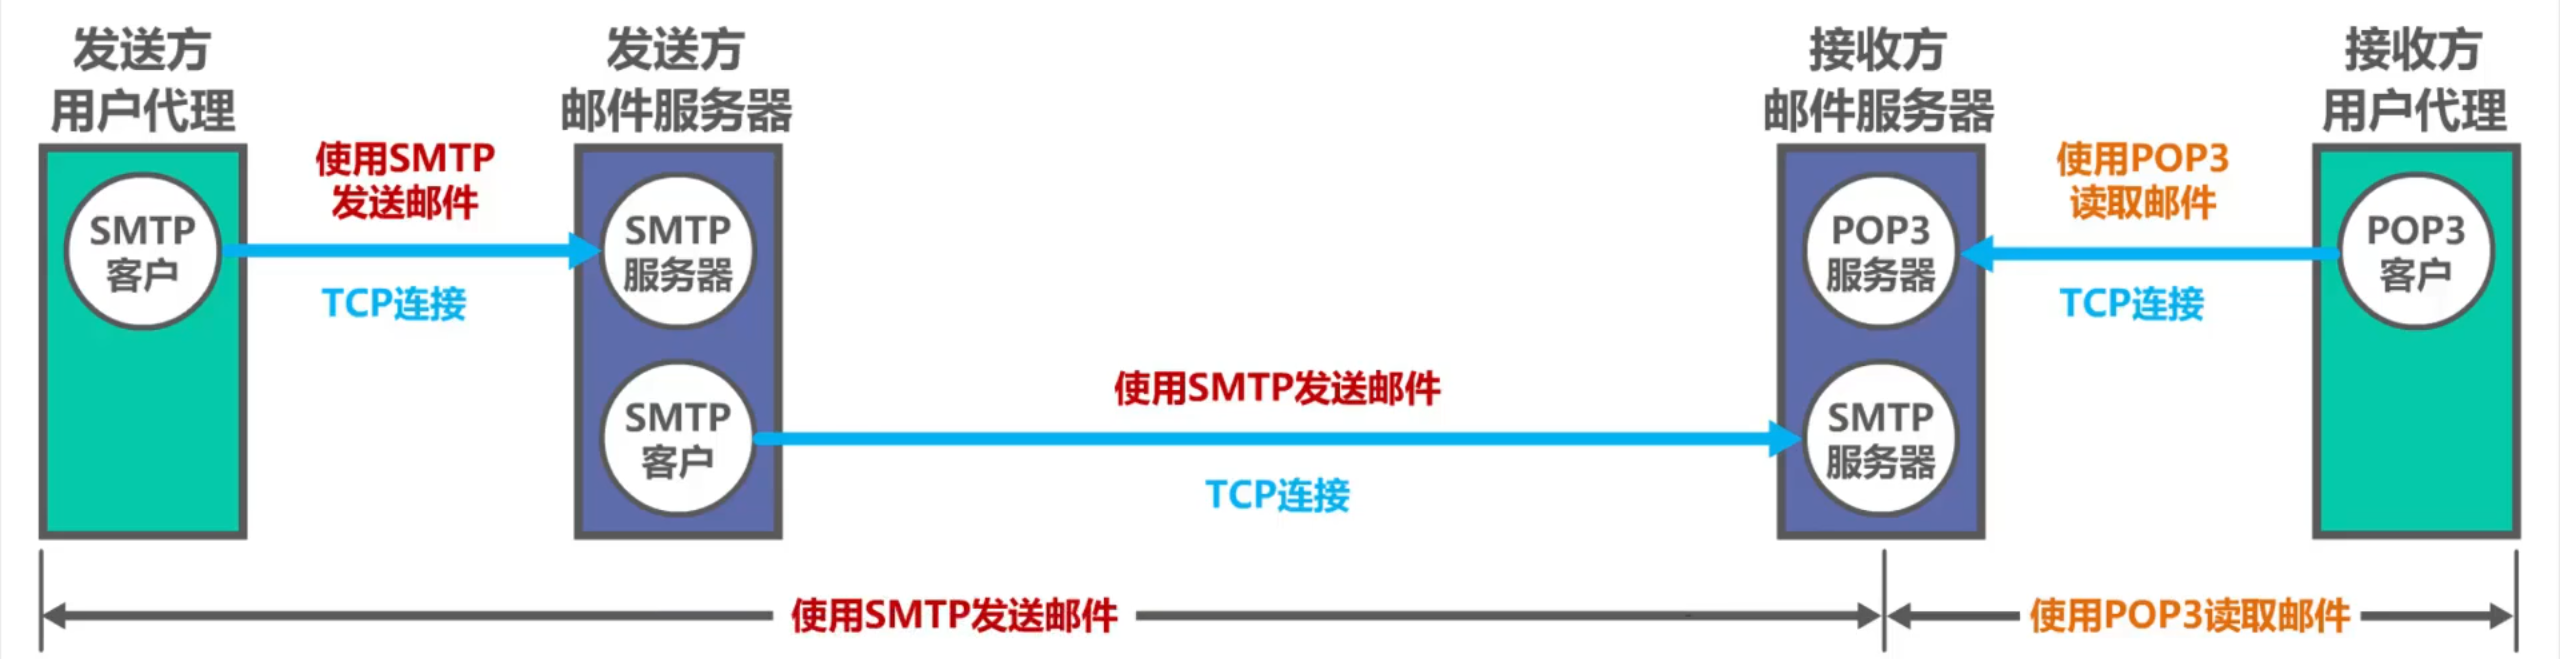 发送方
用户代理
发送方
邮件服务器
接收方
邮件服务器
接收方
用户代理
使用SMTP
发送邮件
使用POP3
读取邮件
SMTP
客户
SMTP
服务器
POP3
服务器
POP3
客户
TCP连接
TCP连接
使用SMTP发送邮件
SMTP
客户
SMTP
服务器
TCP连接
使用SMTP发送邮件
使用POP3读取邮件